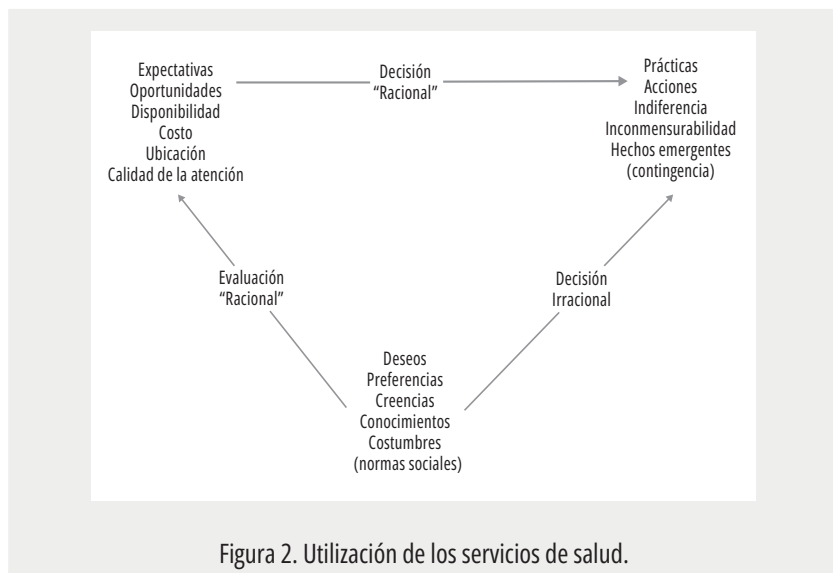 Expectativas
Oportunidades
Disponibilidad
Costo
Ubicación
Calidad de la atención
Decisión
“Racional”
Prácticas
Acciones
Indiferencia
Inconmensurabilidad
Hechos emergentes
(contingencia)
Evaluación
“Racional”
Decisión
Irracional
Deseos
Preferencias
Creencias
Conocimientos
Costumbres
(normas sociales)
Figura 2. Utilización de los servicios de salud.